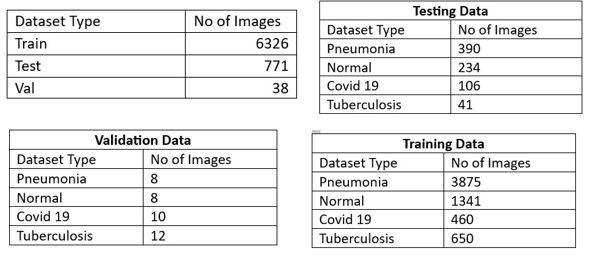 Dataset Type No of Images
Train 6326
Test 771
Val 38
Testing Data
Dataset Type No of Images
Pneumonia 390
Normal 234
Covid 19 106
Tuberculosis 41
Validation Data
Dataset Type No of Images
Pneumonia 8
Normal 8
Covid 19 10
Tuberculosis 12
Training Data
Dataset Type No of Images
Pneumonia 3875
Normal 1341
Covid 19 460
Tuberculosis 650